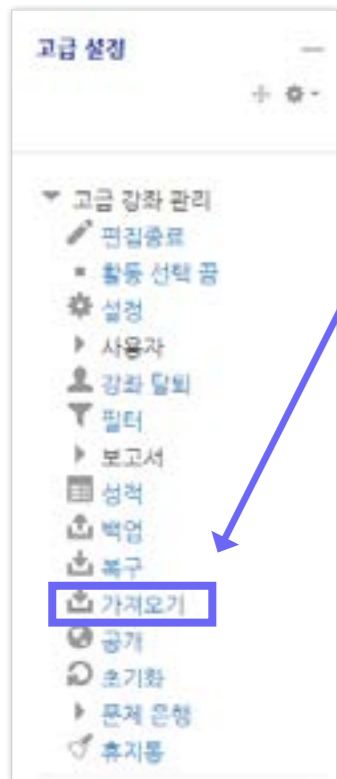 고급 설정
고급 강좌 관리
편집종료
활동 선택 끔
설정
사용자
강좌 탈퇴
필터
보고서
성적
백업
복구
가져오기
공개
초기화
문제 은행
휴지통